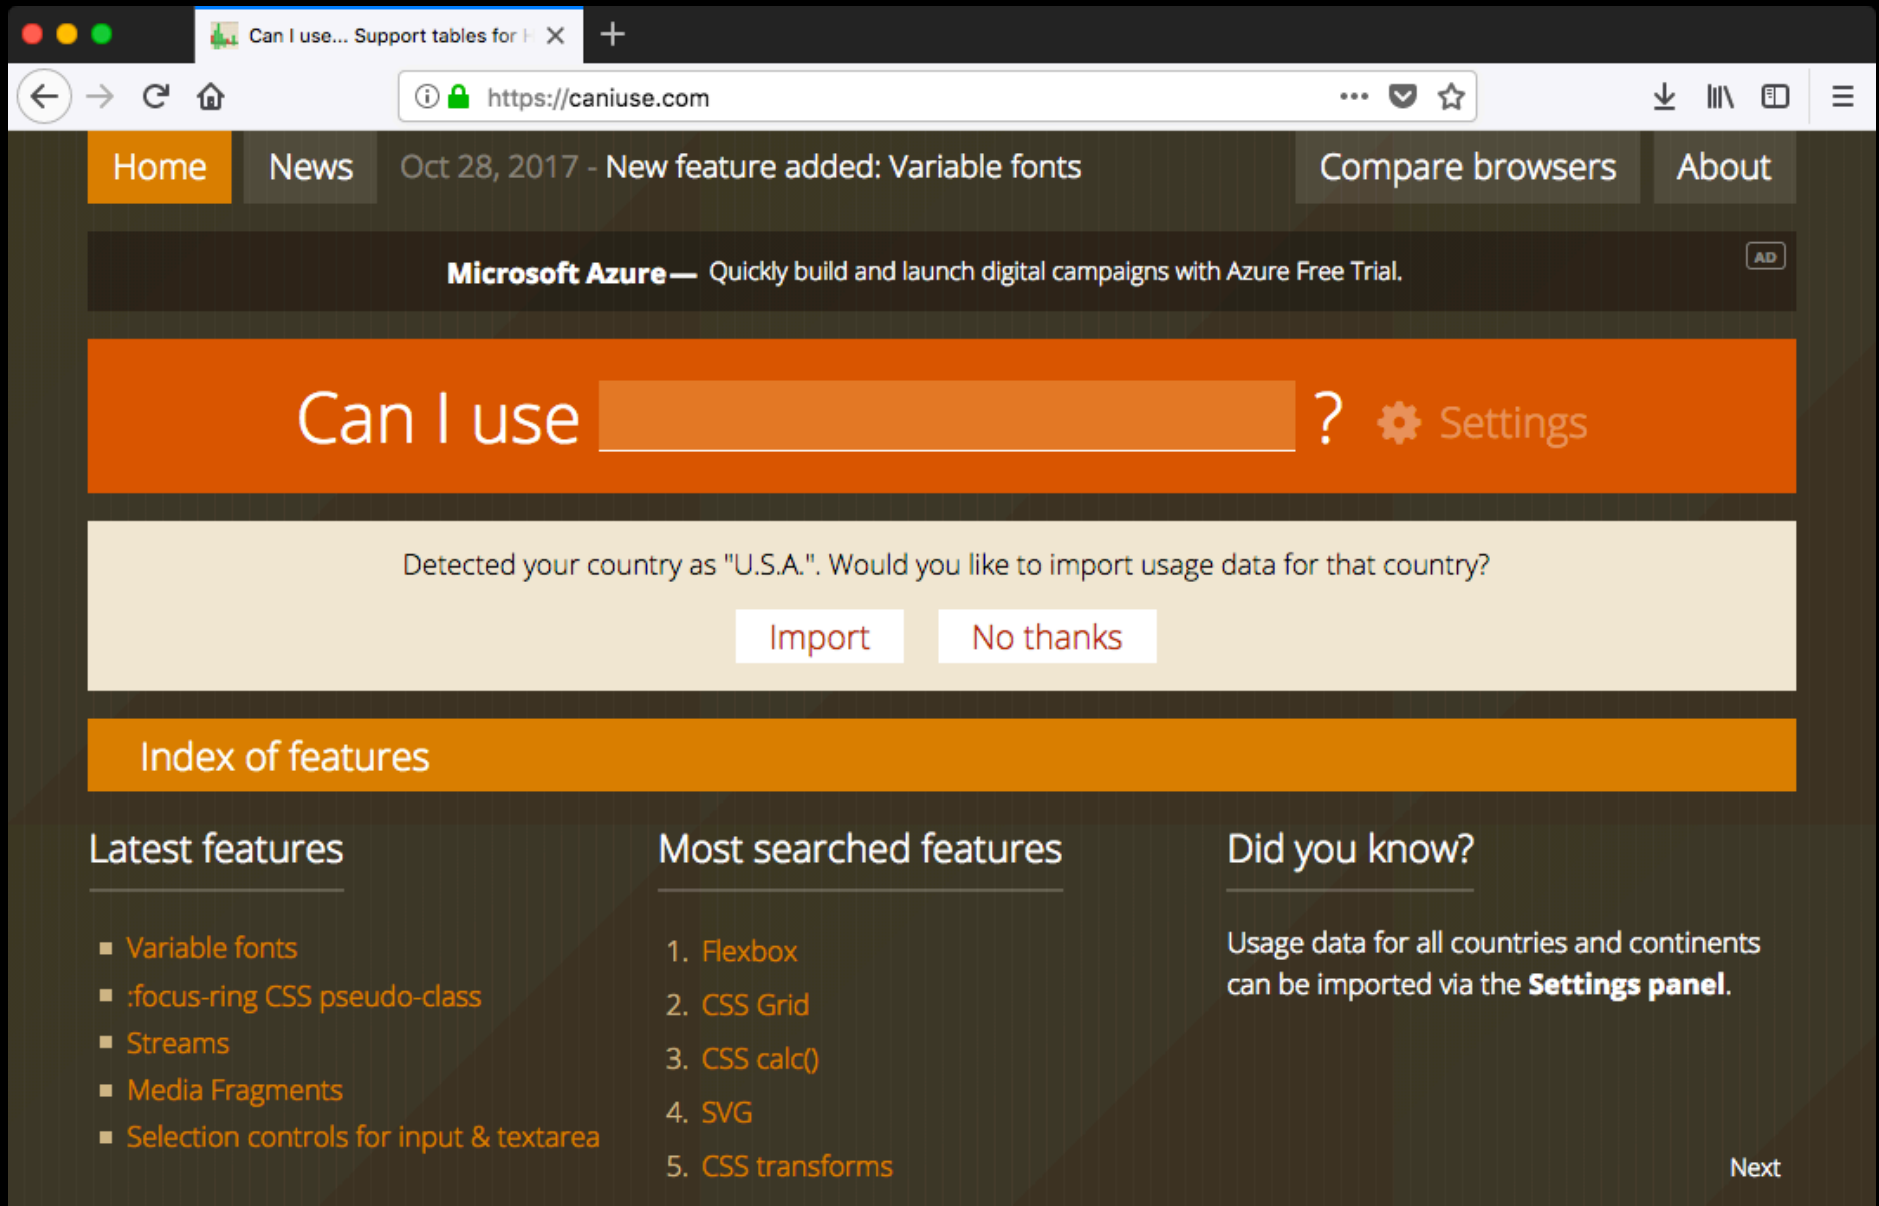 Can I use... Support tables for H
https://caniuse.com
Home News Oct 28, 2017 - New feature added: Variable fonts Compare browsers About
Microsoft Azure— Quickly build and launch digital campaigns with Azure Free Trial.
AD
Can I use ? Settings
Detected your country as "U.S.A.". Would you like to import usage data for that country?
Import No thanks
Index of features
Latest features
Variable fonts
:focus-ring CSS pseudo-class
Streams
Media Fragments
Selection controls for input & textarea
Most searched features
1. Flexbox
2. CSS Grid
3. CSS calc()
4. SVG
5. CSS transforms
Did you know?
Usage data for all countries and continents
can be imported via the Settings panel.
Next